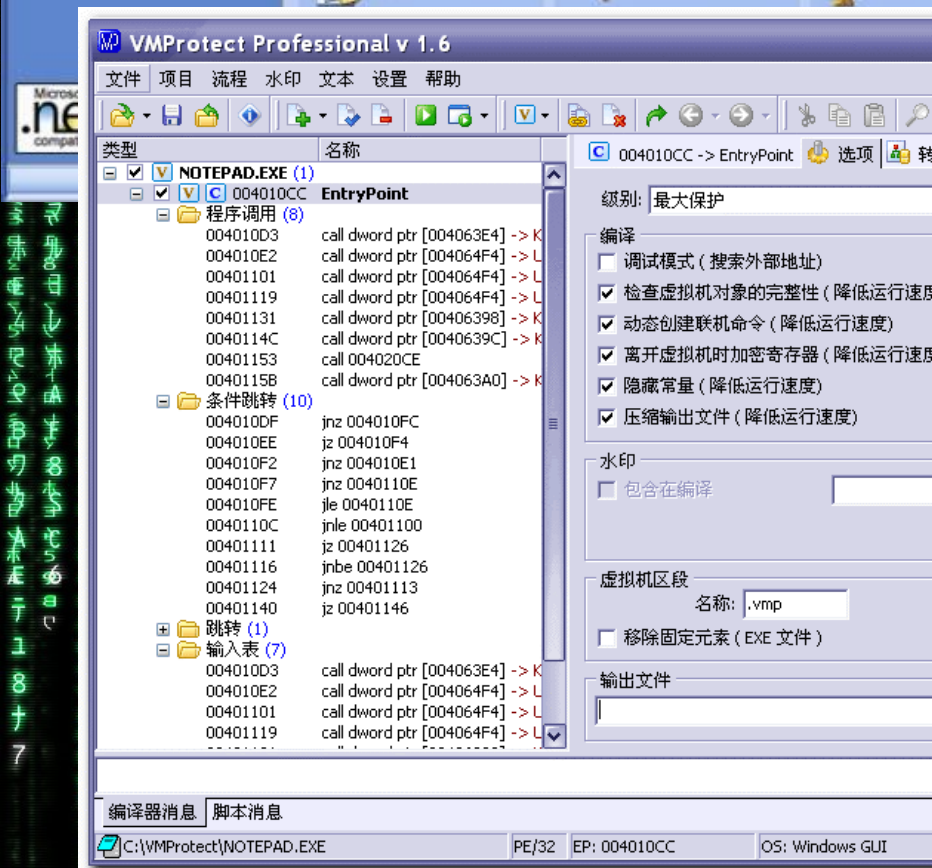 VMProtect Professional v 1.6
文件 项目 流程 水印 文本 设置 帮助
Microso
.ne
compat
类型 名称
NOTEPAD.EXE (1)
004010CC EntryPoint
程序调用 (8)
004010D3 call dword ptr [004063E4] -> K
004010E2 call dword ptr [004064F4] -> L
00401101 call dword ptr [004064F4] -> L
00401119 call dword ptr [004064F4] -> L
00401131 call dword ptr [00406398] -> K
0040114C call dword ptr [0040639C] -> K
00401153 call 004020CE
0040115B call dword ptr [004063A0] -> K
条件跳转 (10)
004010DF jnz 004010FC
004010EE jz 004010F4
004010F2 jnz 004010E1
004010F7 jnz 0040110E
004010FE jle 0040110E
0040110C jnle 00401100
00401111 jz 00401126
00401116 jnbe 00401126
00401124 jnz 00401113
00401140 jz 00401146
跳转 (1)
输入表 (7)
004010D3 call dword ptr [004063E4] -> K
004010E2 call dword ptr [004064F4] -> L
00401101 call dword ptr [004064F4] -> L
00401119 call dword ptr [004064F4] -> L
004010CC -> EntryPoint 选项 转
级别: 最大保护
编译
调试模式 ( 搜索外部地址)
检查虚拟机对象的完整性 ( 降低运行速度
动态创建联机命令 ( 降低运行速度)
离开虚拟机时加密寄存器 ( 降低运行速度
隐藏常量 ( 降低运行速度)
压缩输出文件 ( 降低运行速度)
水印
包含在编译
虚拟机区段
名称: .vmp
移除固定元素 ( EXE 文件 )
输出文件
编译器消息 脚本消息
C:\VMProtect\NOTEPAD.EXE PE/32 EP: 004010CC OS: Windows GUI